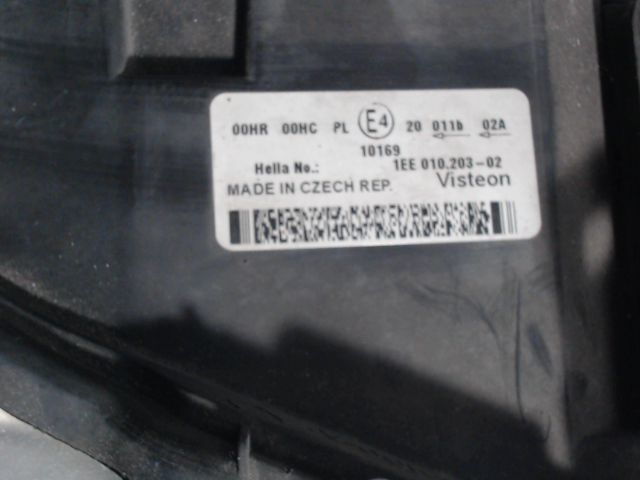 00HR 00HC PL E4 20 011b 02A
10169
Hella No.: 1EE 010.203-02
MADE IN CZECH REP. Visteon